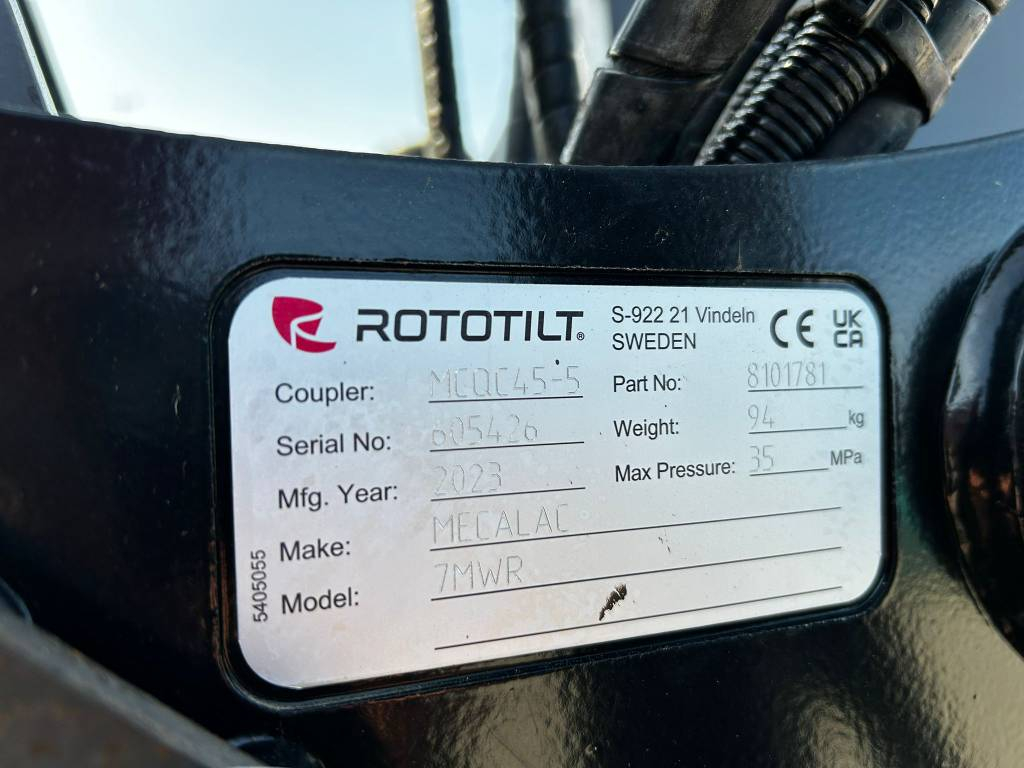 ROTOTILT®
S-922 21 Vindeln
SWEDEN
CE UK CA
Coupler: MCQC45-5
Part No: 8101781
Serial No: 605426
Weight: 94 kg
Mfg. Year: 2023
Max Pressure: 35 MPa
Make: MECALAC
Model: 7MWR
5405055